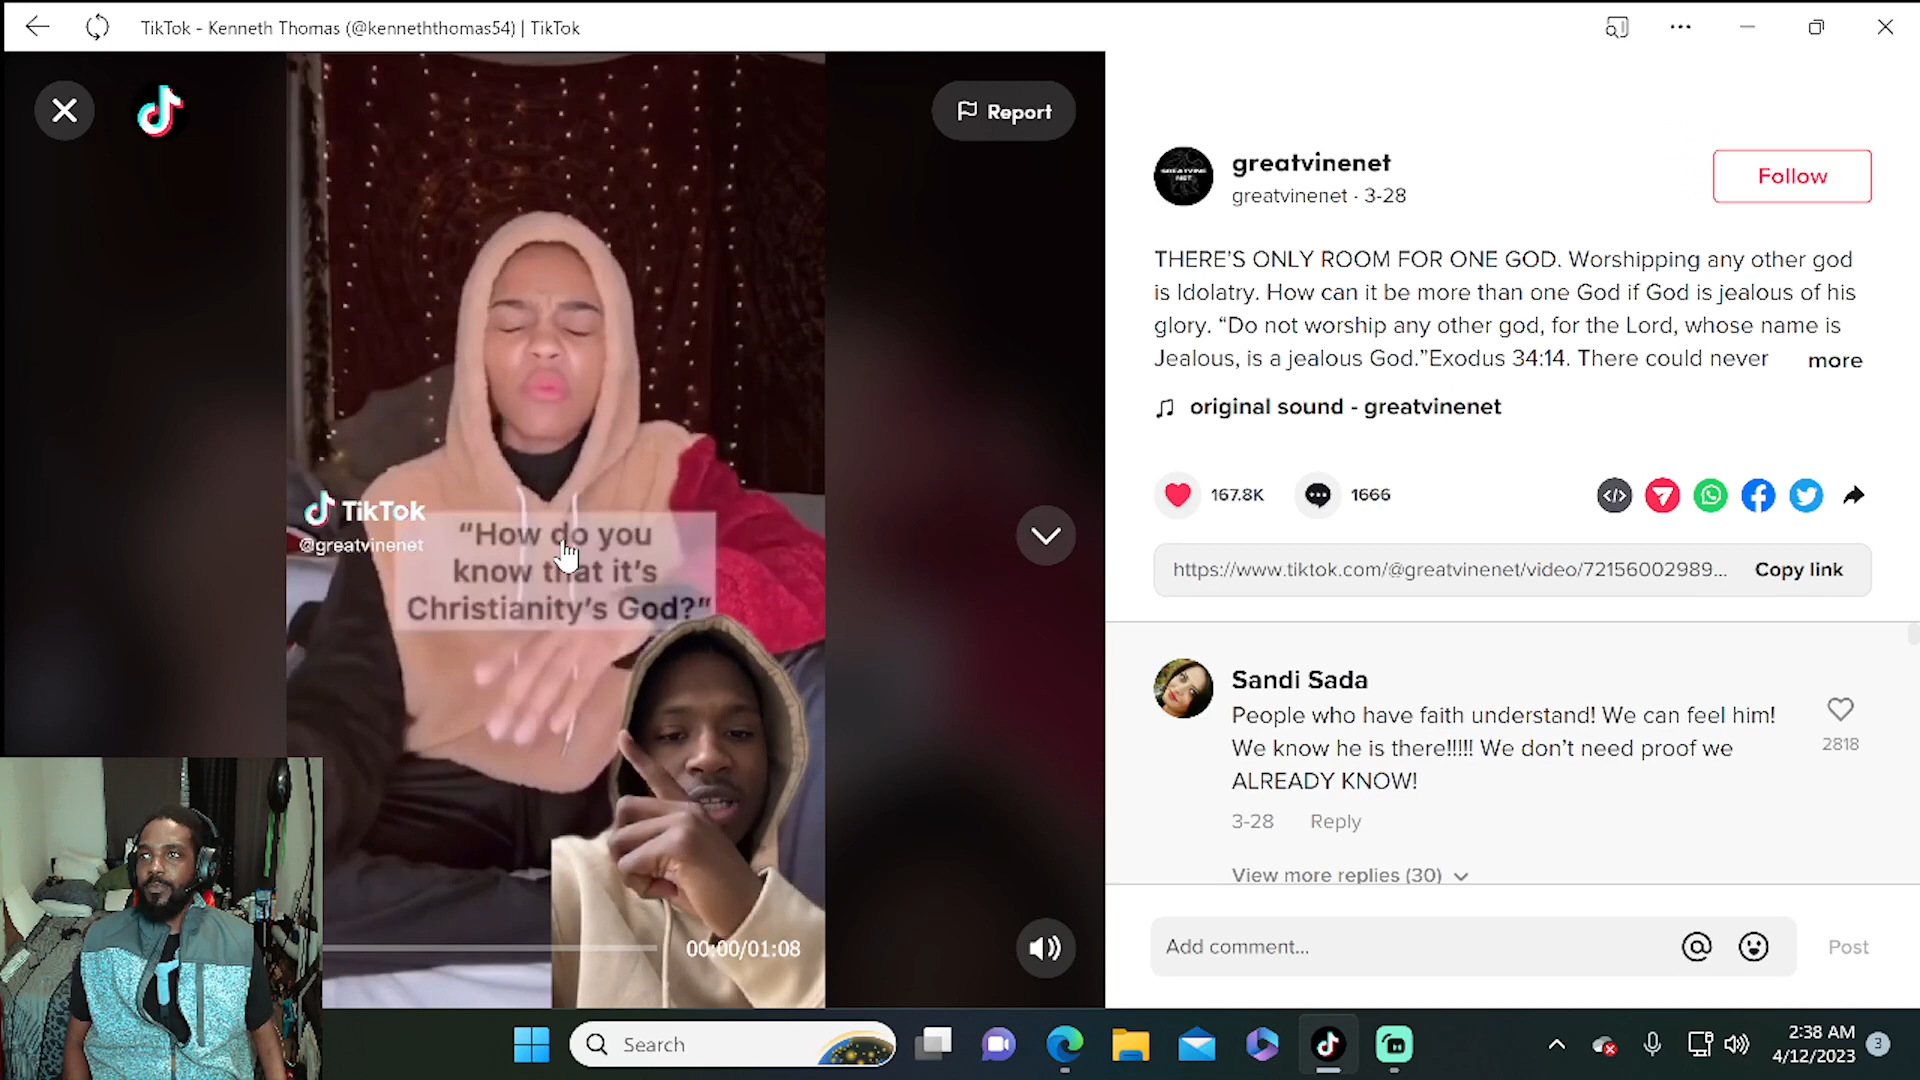 TikTok - Kenneth Thomas (@kenneththomas54) | TikTok
Report
TikTok
@greatvinenet
“How do you
know that it’s
Christianity’s God?“
00:00/01:08
GREATVINE
NET
greatvinenet
greatvinenet · 3-28
Follow
THERE’S ONLY ROOM FOR ONE GOD. Worshipping any other god
is Idolatry. How can it be more than one God if God is jealous of his
glory. “Do not worship any other god, for the Lord, whose name is
Jealous, is a jealous God.”Exodus 34:14. There could never more
original sound - greatvinenet
167.8K
1666
https://www.tiktok.com/@greatvinenet/video/72156002989...
Copy link
Sandi Sada
People who have faith understand! We can feel him!
We know he is there!!!!! We don’t need proof we
ALREADY KNOW!
2818
3-28 Reply
View more replies (30)
Add comment...
Post
Search
2:38 AM
4/12/2023
3